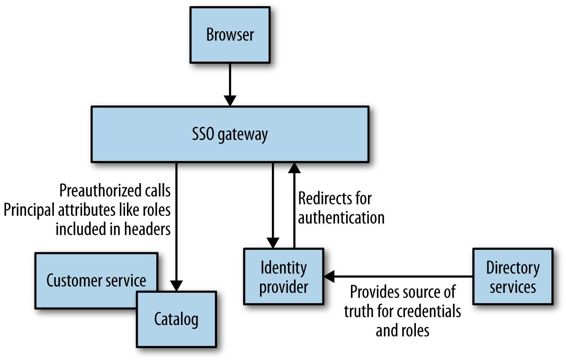 Browser
SSO gateway
Preauthorized calls
Principal attributes like roles
included in headers
Redirects for
authentication
Customer service
Catalog
Identity
provider
Provides source of
truth for credentials
and roles
Directory
services